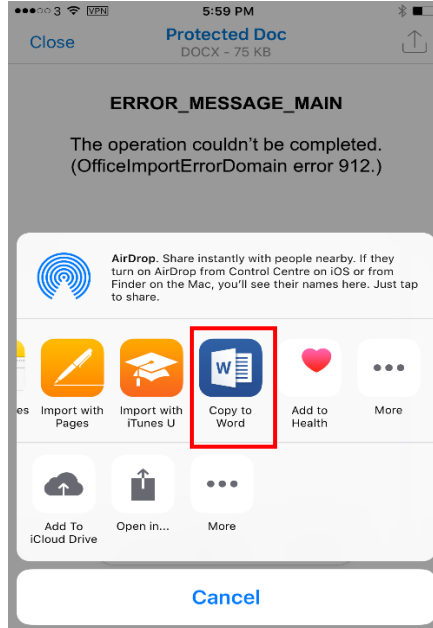 3 VPN 5:59 PM
Close Protected Doc
DOCX - 75 KB
ERROR_MESSAGE_MAIN
The operation couldn't be completed.
(OfficeImportErrorDomain error 912.)
AirDrop. Share instantly with people nearby. If they
turn on AirDrop from Control Centre on iOS or from
Finder on the Mac, you'll see their names here. Just tap
to share.
es Import with Pages
Import with iTunes U
W
Copy to Word
Add to Health
More
Add To iCloud Drive
Open in...
More
Cancel